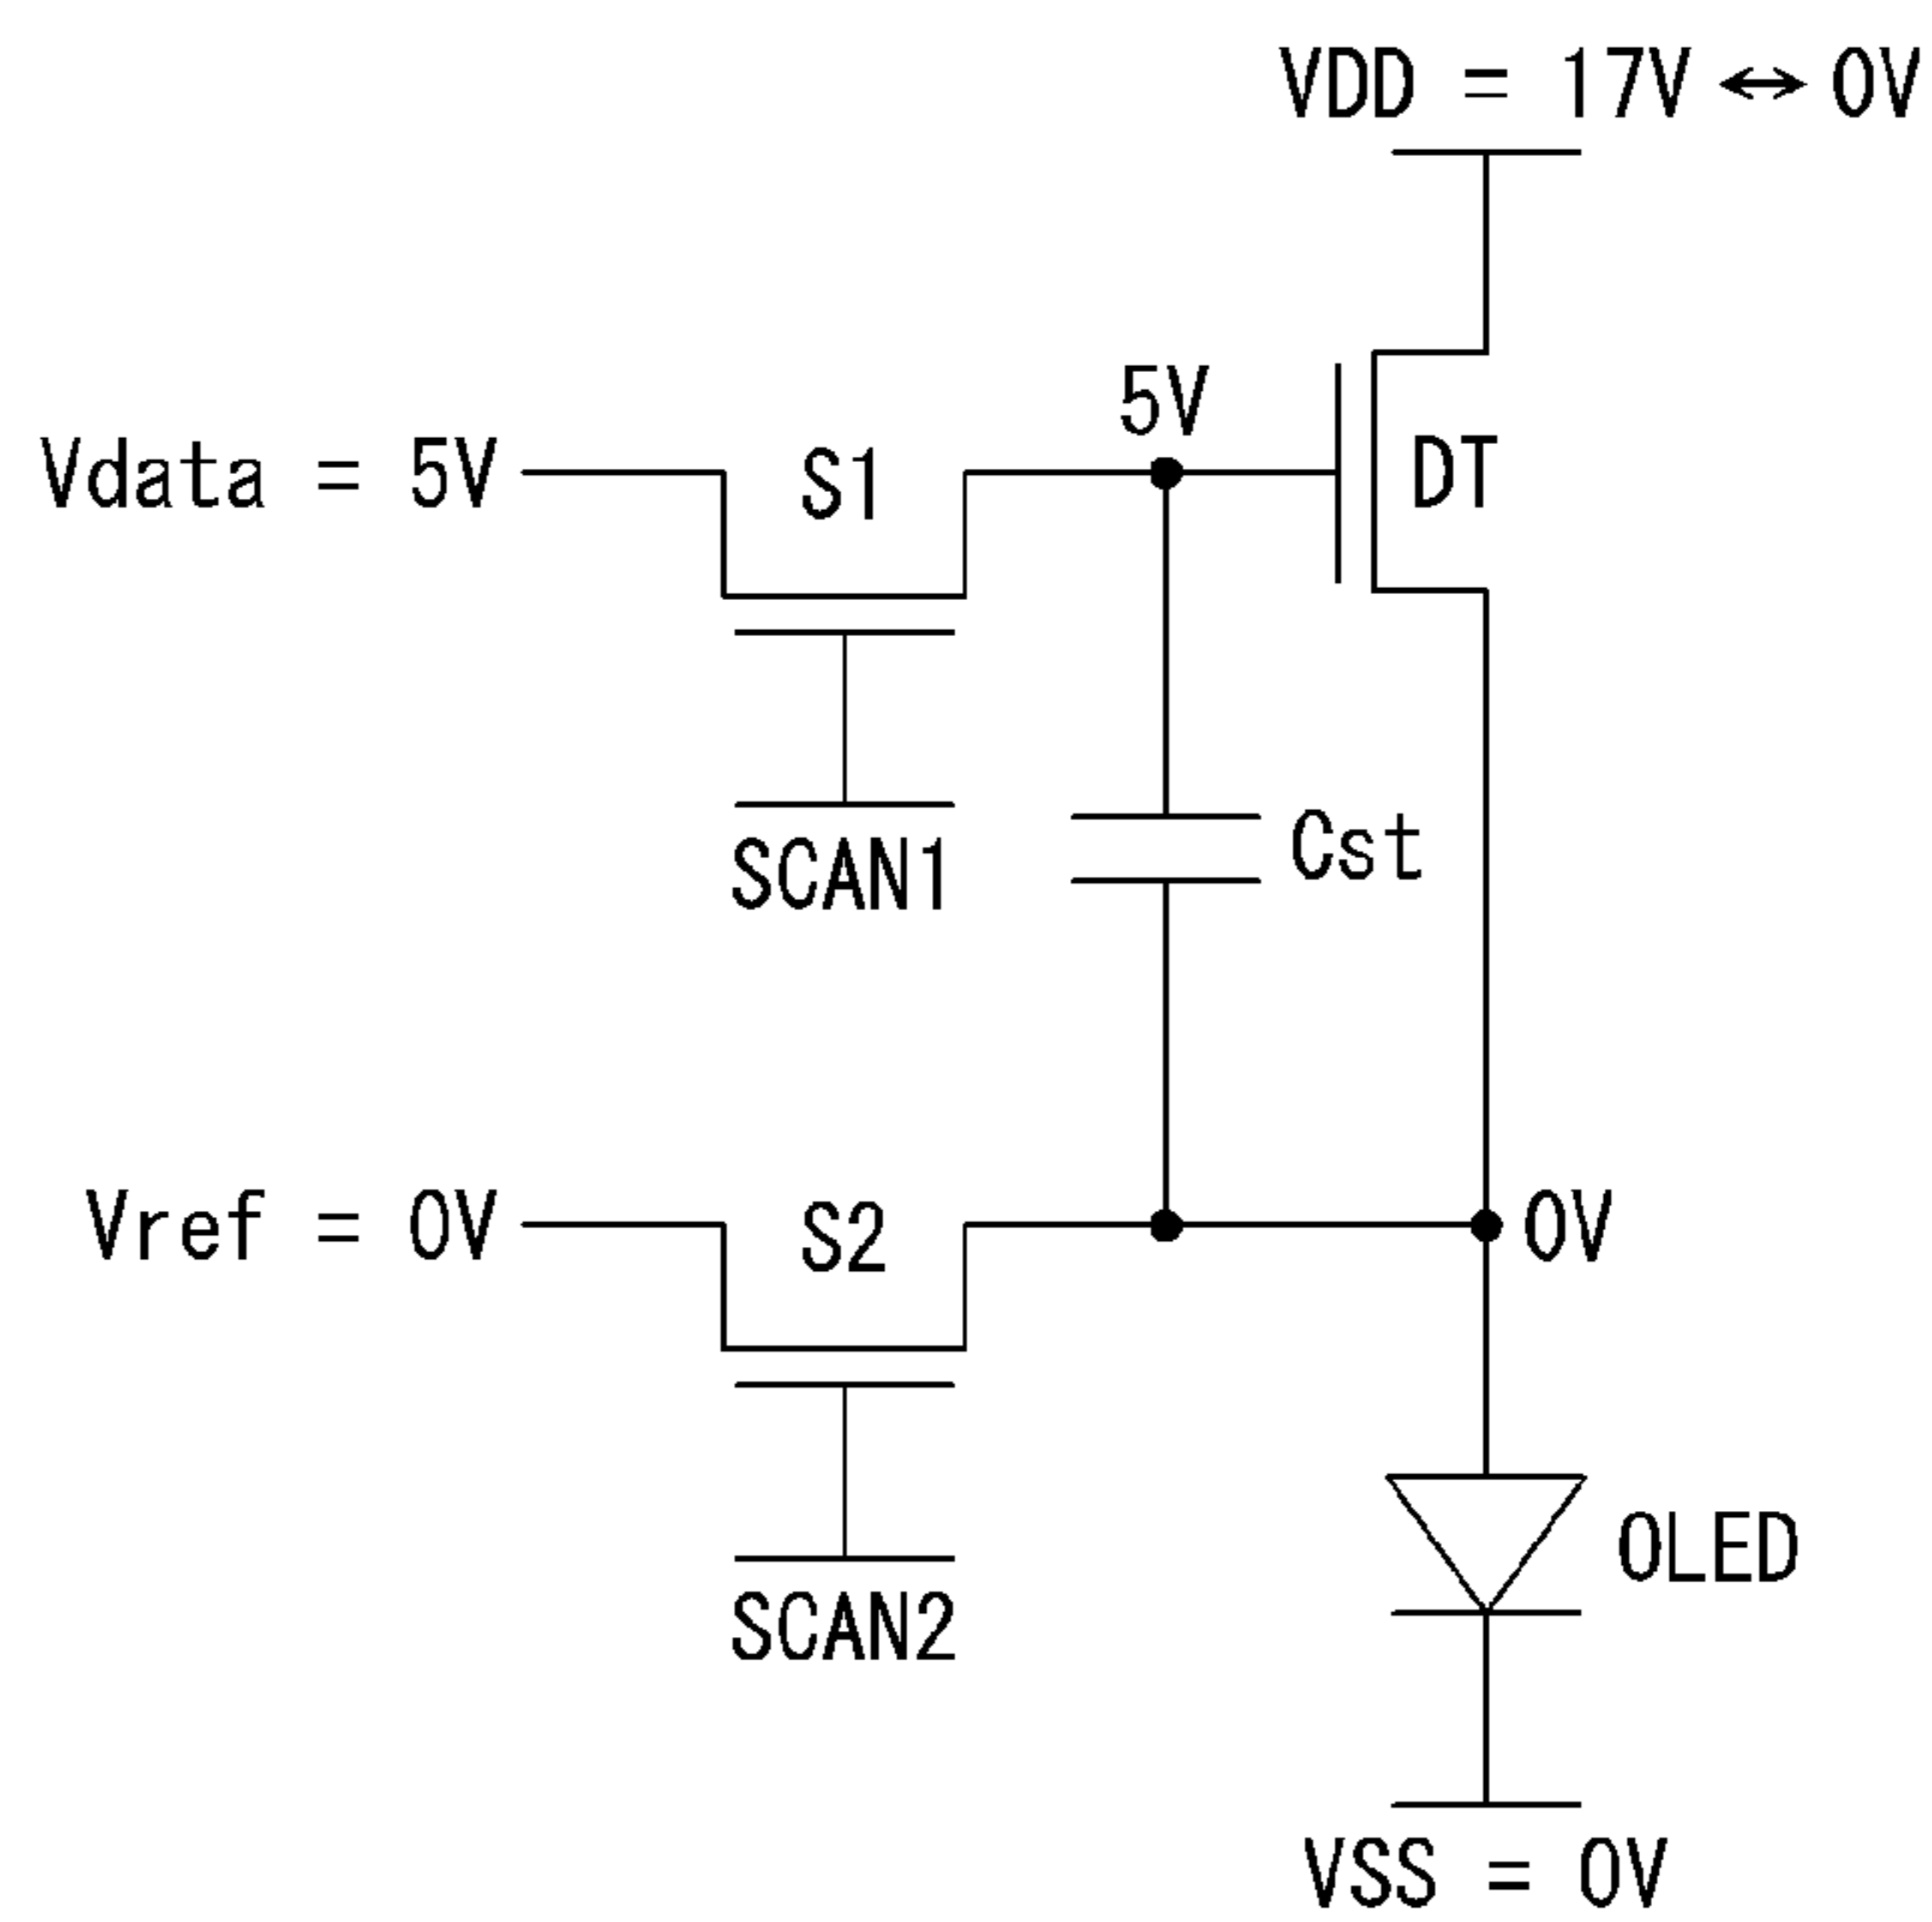 VDD = 17V ↔ 0V
5V
Vdata = 5V
S1
DT
SCAN1
Cst
Vref = 0V
S2
0V
SCAN2
OLED
VSS = 0V